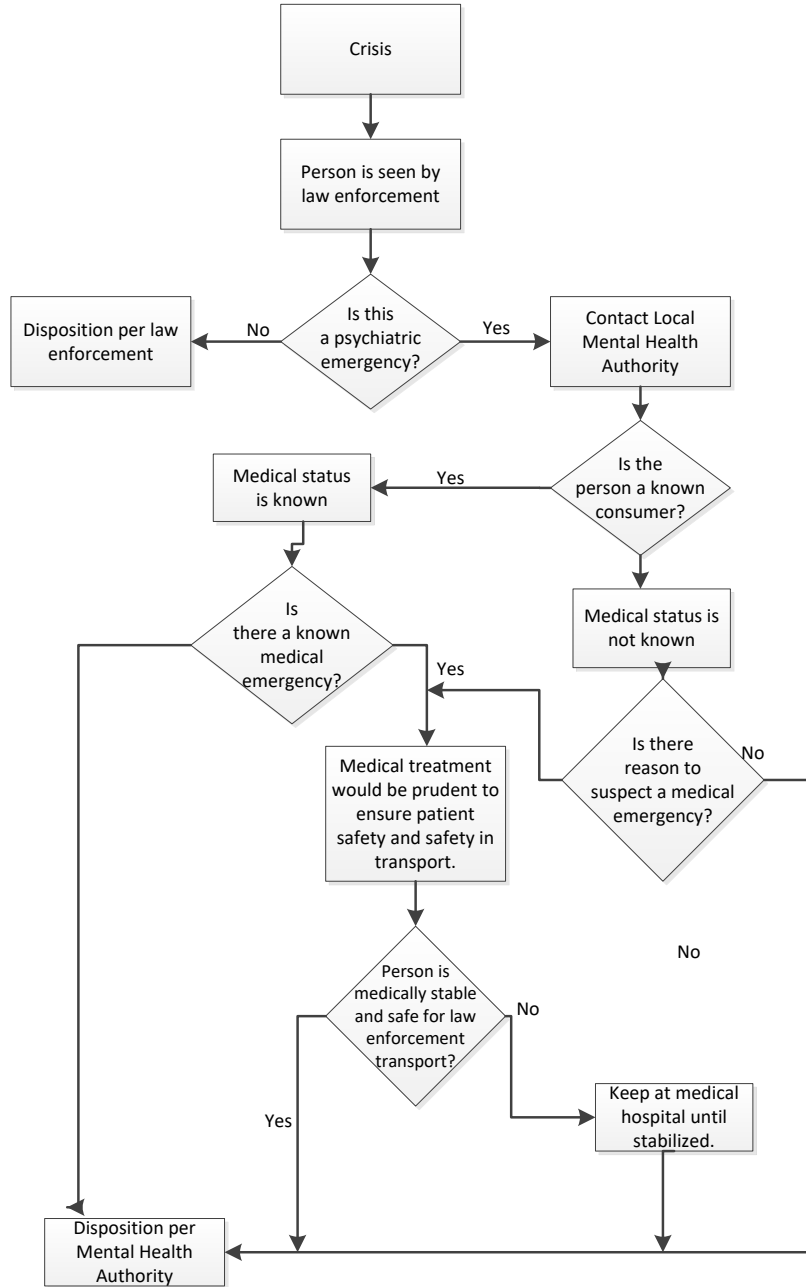 Crisis
Person is seen by
law enforcement
Is this
a psychiatric
emergency?
No
Yes
Disposition per law
enforcement
Contact Local
Mental Health
Authority
Is the
person a known
consumer?
Yes
Medical status
is known
Medical status is
not known
Is
there a known
medical
emergency?
Yes
Is there
reason to
suspect a medical
emergency?
No
Medical treatment
would be prudent to
ensure patient
safety and safety in
transport.
No
Person is
medically stable
and safe for law
enforcement
transport?
No
Yes
Keep at medical
hospital until
stabilized.
Disposition per
Mental Health
Authority